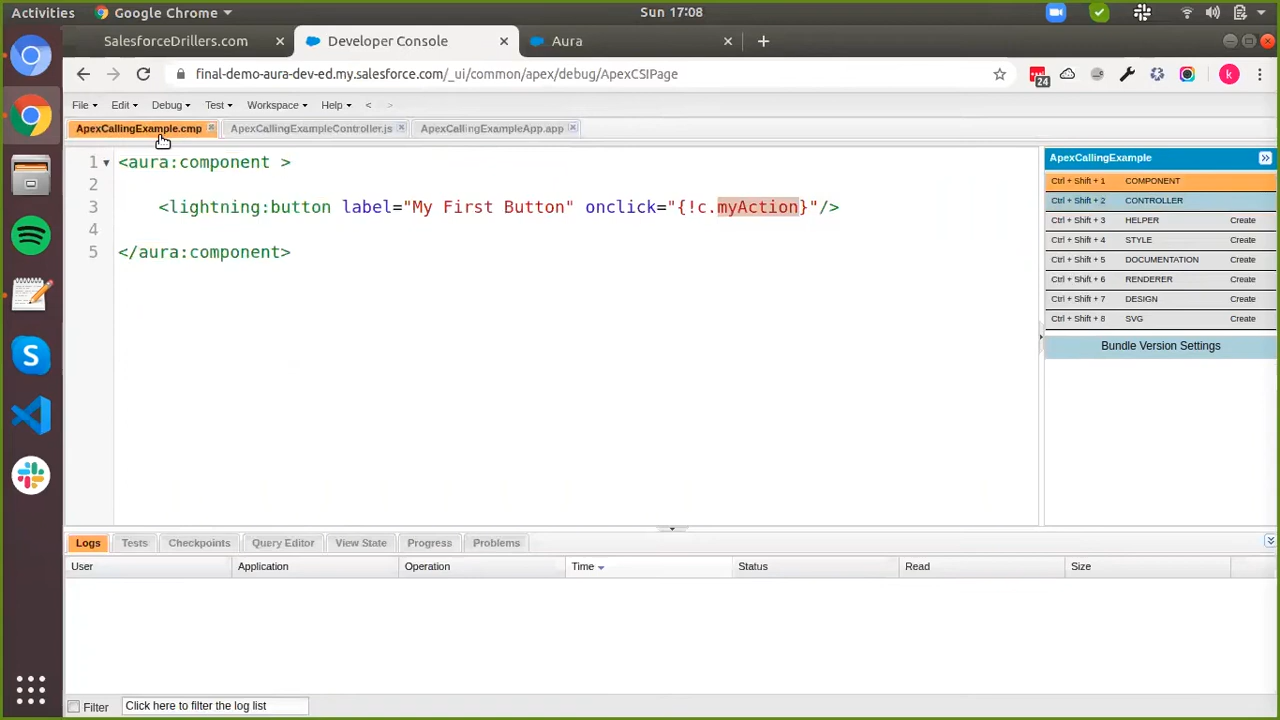 Activities
Google Chrome
Sun 17:08
SalesforceDrillers.com
Developer Console
Aura
final-demo-aura-dev-ed.my.salesforce.com/_ui/common/apex/debug/ApexCSIPage
24
k
File
Edit
Debug
Test
Workspace
Help
<
>
ApexCallingExample.cmp
ApexCallingExampleController.js
ApexCallingExampleApp.app
1 <aura:component >
2
3 <lightning:button label="My First Button" onclick="{!c.myAction}"/>
4
5 </aura:component>
ApexCallingExample
Ctrl + Shift + 1 COMPONENT
Ctrl + Shift + 2 CONTROLLER
Ctrl + Shift + 3 HELPER Create
Ctrl + Shift + 4 STYLE Create
Ctrl + Shift + 5 DOCUMENTATION Create
Ctrl + Shift + 6 RENDERER Create
Ctrl + Shift + 7 DESIGN Create
Ctrl + Shift + 8 SVG Create
Bundle Version Settings
Logs
Tests
Checkpoints
Query Editor
View State
Progress
Problems
User
Application
Operation
Time
Status
Read
Size
Filter
Click here to filter the log list